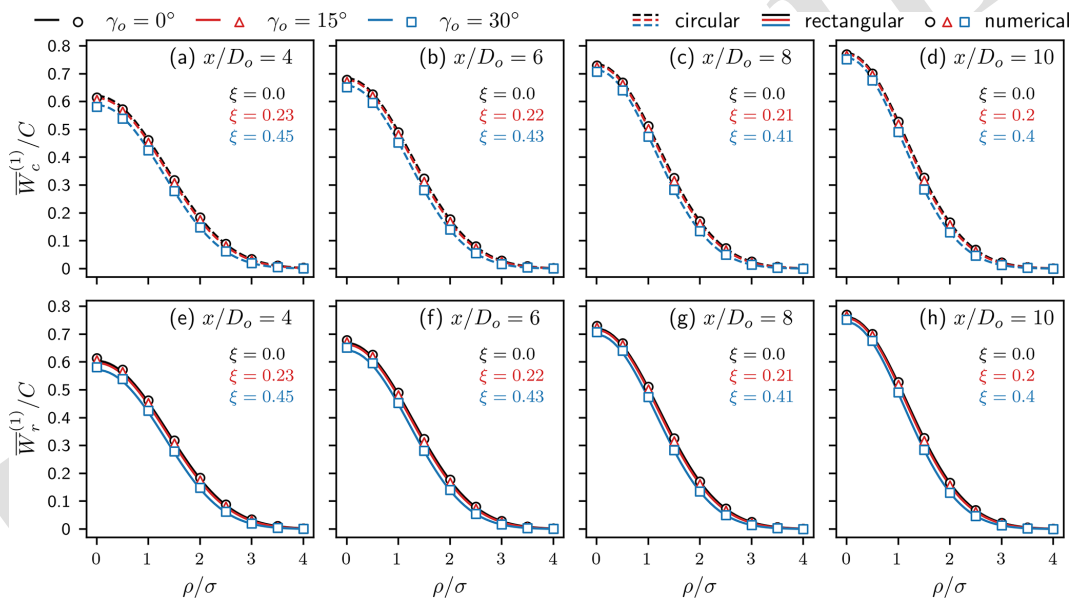 γₒ = 0° γₒ = 15° γₒ = 30° circular rectangular numerical
(a) x/Dₒ = 4 (b) x/Dₒ = 6 (c) x/Dₒ = 8 (d) x/Dₒ = 10
ξ = 0.0 ξ = 0.0 ξ = 0.0 ξ = 0.0
ξ = 0.23 ξ = 0.22 ξ = 0.21 ξ = 0.2
ξ = 0.45 ξ = 0.43 ξ = 0.41 ξ = 0.4
0.8
0.7
0.6
0.5
0.4
0.3
0.2
0.1
0
W̅_c^(1)/C
(e) x/Dₒ = 4 (f) x/Dₒ = 6 (g) x/Dₒ = 8 (h) x/Dₒ = 10
ξ = 0.0 ξ = 0.0 ξ = 0.0 ξ = 0.0
ξ = 0.23 ξ = 0.22 ξ = 0.21 ξ = 0.2
ξ = 0.45 ξ = 0.43 ξ = 0.41 ξ = 0.4
0.8
0.7
0.6
0.5
0.4
0.3
0.2
0.1
0
W̅_r^(1)/C
0 1 2 3 4 0 1 2 3 4 0 1 2 3 4 0 1 2 3 4
ρ/σ ρ/σ ρ/σ ρ/σ